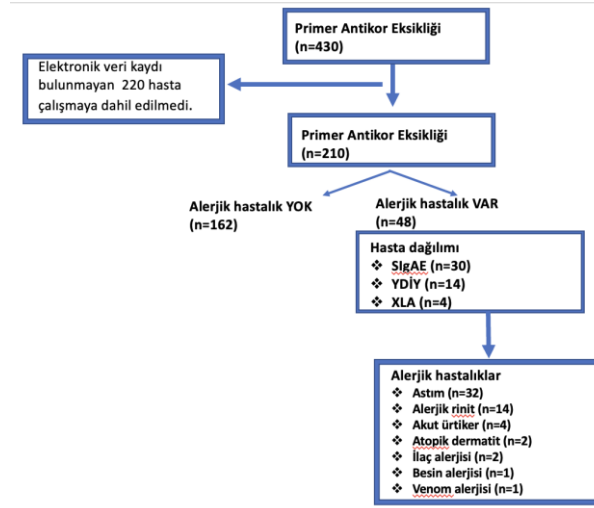 Primer Antikor Eksikliği
(n=430)
Elektronik veri kaydı
bulunmayan 220 hasta
çalışmaya dahil edilmedi.
Primer Antikor Eksikliği
(n=210)
Alerjik hastalık YOK
(n=162)
Alerjik hastalık VAR
(n=48)
Hasta dağılımı
❖ SIgAE (n=30)
❖ YDİY (n=14)
❖ XLA (n=4)
Alerjik hastalıklar
❖ Astım (n=32)
❖ Alerjik rinit (n=14)
❖ Akut ürtiker (n=4)
❖ Atopik dermatit (n=2)
❖ İlaç alerjisi (n=2)
❖ Besin alerjisi (n=1)
❖ Venom alerjisi (n=1)